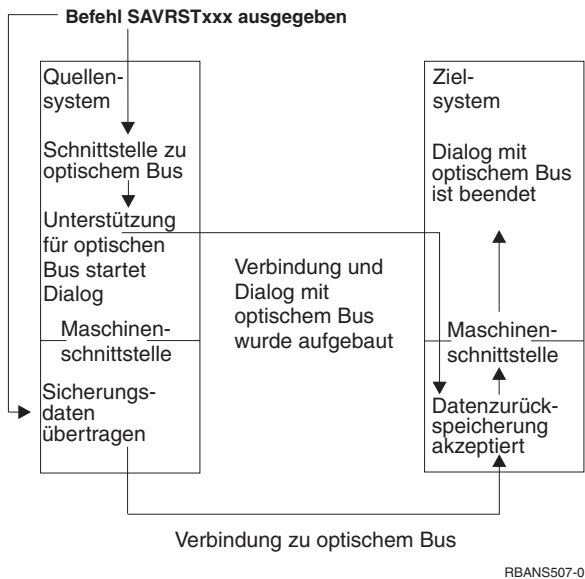 Befehl SAVRSTxxx ausgegeben
Quellen-
system
Schnittstelle zu
optischem Bus
Unterstützung
für optischen
Bus startet
Dialog
Maschinen-
schnittstelle
Sicherungs-
daten
übertragen
Verbindung und
Dialog mit
optischem Bus
wurde aufgebaut
Ziel-
system
Dialog mit
optischem Bus
ist beendet
Maschinen-
schnittstelle
Datenzurück-
speicherung
akzeptiert
Verbindung zu optischem Bus
RBANS507-0